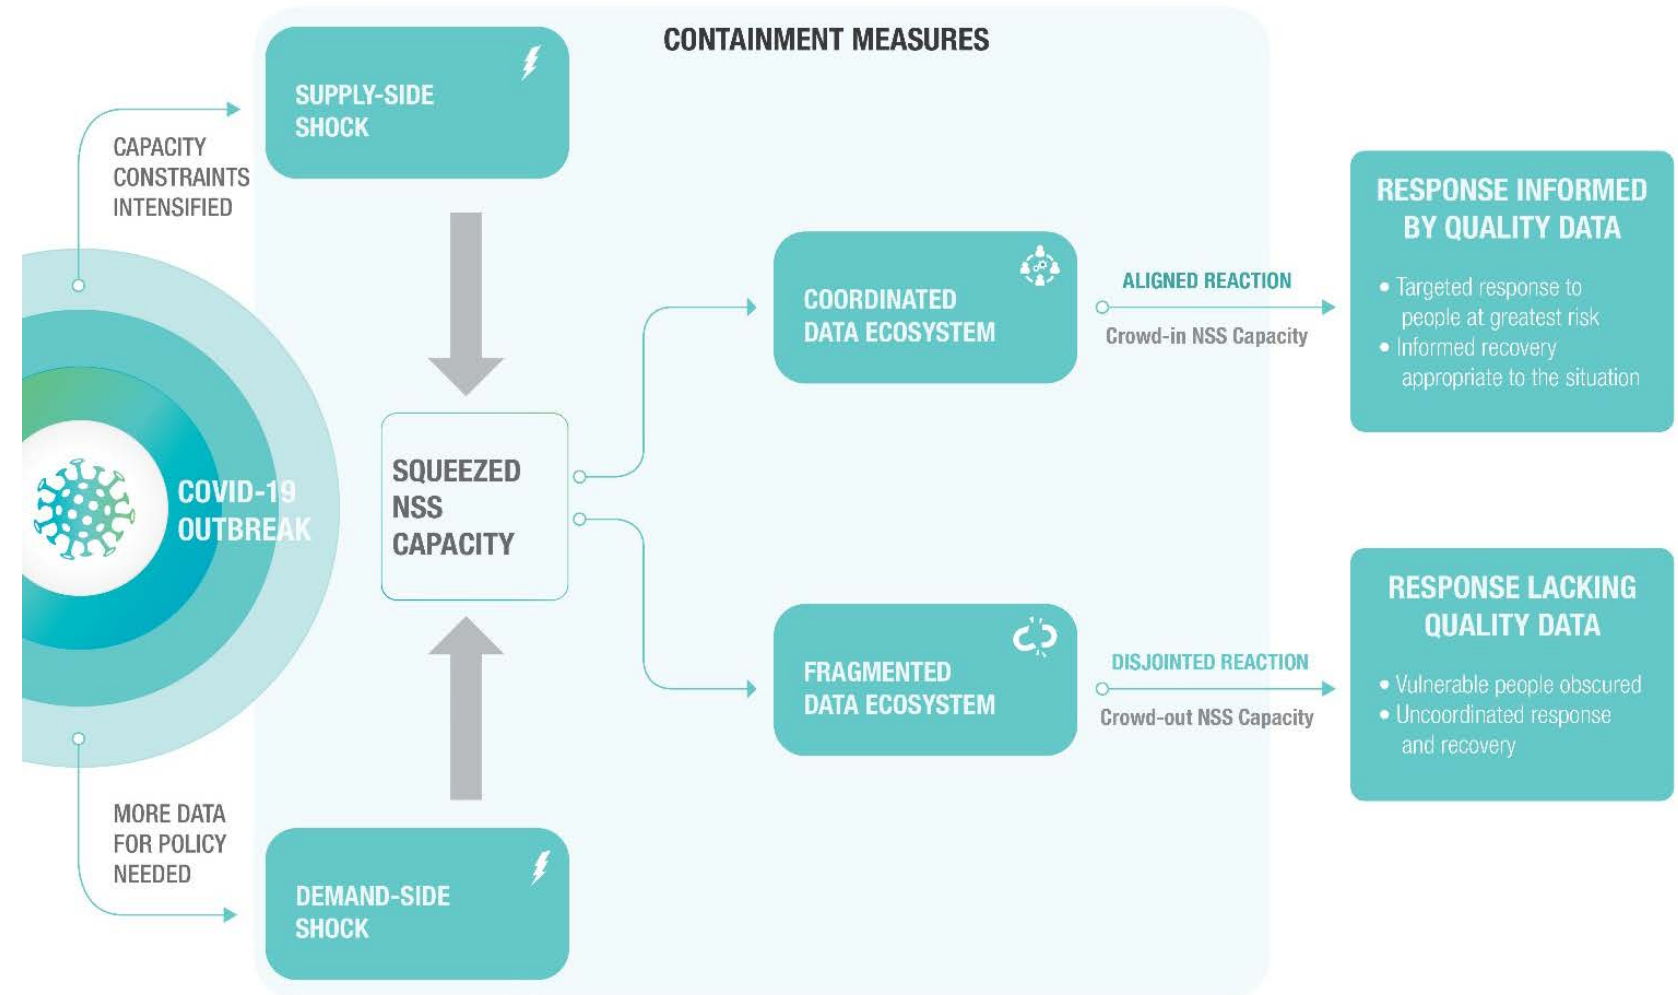 CONTAINMENT MEASURES
SUPPLY-SIDE
SHOCK
CAPACITY
CONSTRAINTS
INTENSIFIED
COVID-19
OUTBREAK
MORE DATA
FOR POLICY
NEEDED
DEMAND-SIDE
SHOCK
SQUEEZED
NSS
CAPACITY
COORDINATED
DATA ECOSYSTEM
ALIGNED REACTION
Crowd-in NSS Capacity
RESPONSE INFORMED
BY QUALITY DATA
• Targeted response to
people at greatest risk
• Informed recovery
appropriate to the situation
FRAGMENTED
DATA ECOSYSTEM
DISJOINTED REACTION
Crowd-out NSS Capacity
RESPONSE LACKING
QUALITY DATA
• Vulnerable people obscured
• Uncoordinated response
and recovery